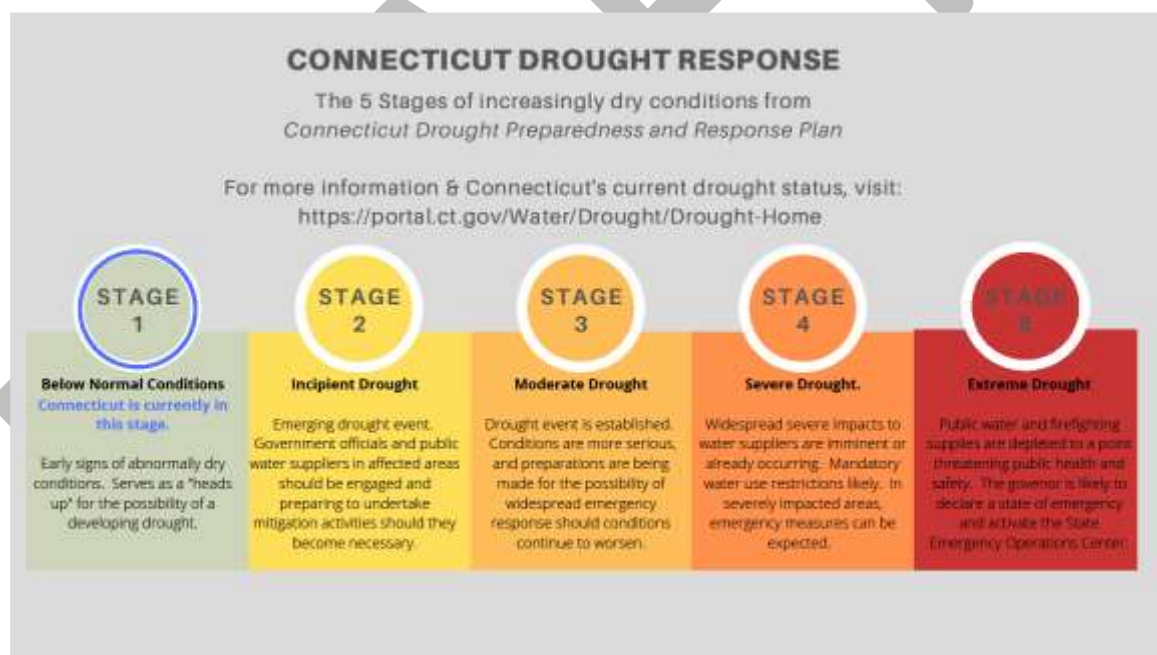 CONNECTICUT DROUGHT RESPONSE
The 5 Stages of increasingly dry conditions from
Connecticut Drought Preparedness and Response Plan
For more information & Connecticut's current drought status, visit:
https://portal.ct.gov/Water/Drought/Drought-Home
STAGE
1
Below Normal Conditions
Connecticut is currently in
this stage.
Early signs of abnormally dry
conditions. Serves as a "heads
up" for the possibility of a
developing drought.
STAGE
2
Incipient Drought
Emerging drought event.
Government officials and public
water suppliers in affected areas
should be engaged and
preparing to undertake
mitigation activities should they
become necessary.
STAGE
3
Moderate Drought
Drought event is established.
Conditions are more serious,
and preparations are being
made for the possibility of
widespread emergency
response should conditions
continue to worsen.
STAGE
4
Severe Drought.
Widespread severe impacts to
water suppliers are imminent or
already occurring. Mandatory
water use restrictions likely. In
severely impacted areas,
emergency measures can be
expected.
STAGE
5
Extreme Drought
Public water and firefighting
supplies are depleted to a point
threatening public health and
safety. The governor is likely to
declare a state of emergency
and activate the State
Emergency Operations Center.